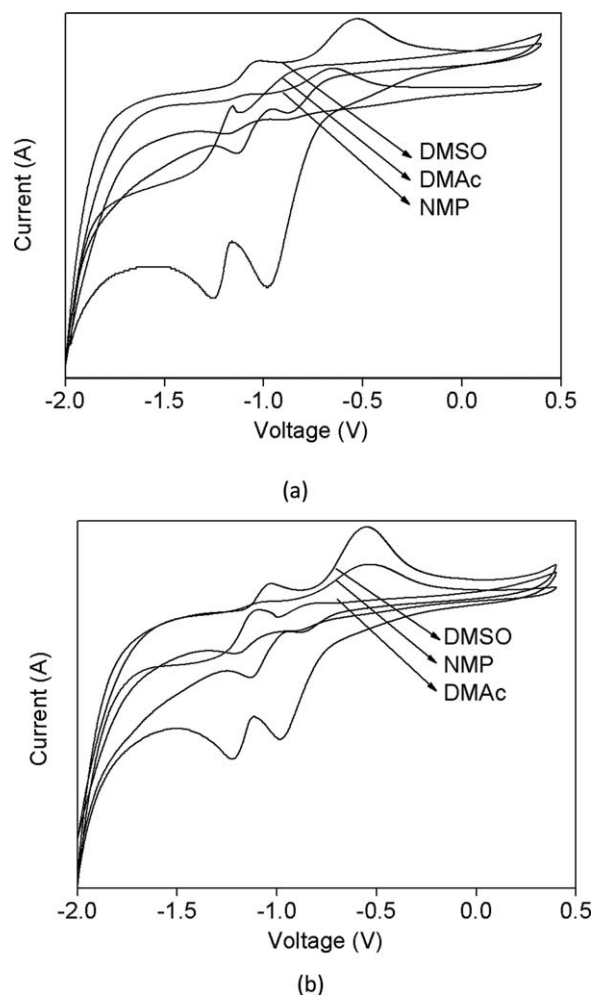 Current (A)
DMSO
DMAc
NMP
-2.0 -1.5 -1.0 -0.5 0.0 0.5
Voltage (V)
(a)
Current (A)
DMSO
NMP
DMAc
-2.0 -1.5 -1.0 -0.5 0.0 0.5
Voltage (V)
(b)